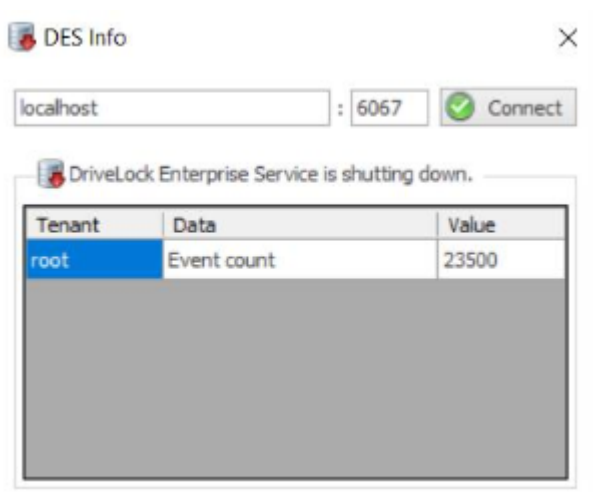 DES Info
localhost : 6067 Connect
DriveLock Enterprise Service is shutting down.
Tenant Data Value
root Event count 23500